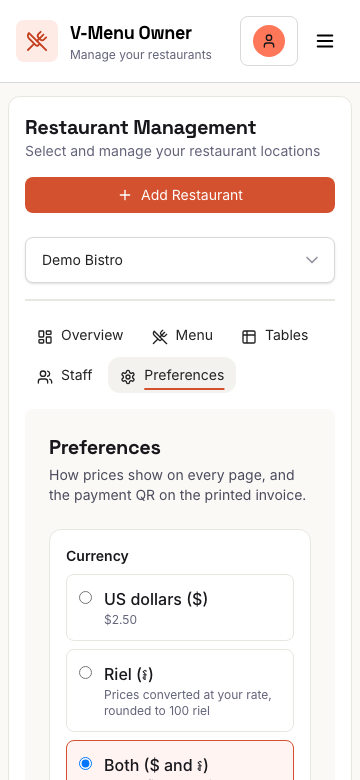 V-Menu Owner
Manage your restaurants
Restaurant Management
Select and manage your restaurant locations
Add Restaurant
Demo Bistro
Overview
Menu
Tables
Staff
Preferences
Preferences
How prices show on every page, and
the payment QR on the printed invoice.
Currency
US dollars ($)
$2.50
Riel (៛)
Prices converted at your rate,
rounded to 100 riel
Both ($ and ៛)